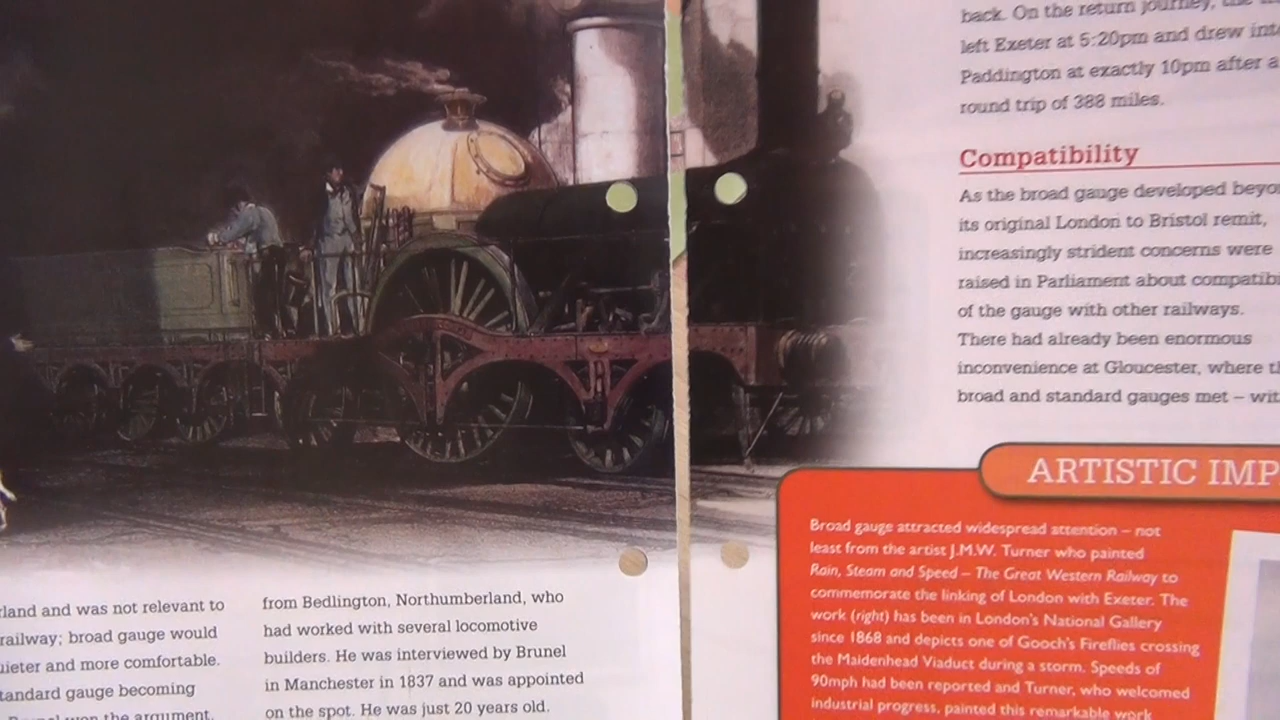 rland and was not relevant to
railway; broad gauge would
uieter and more comfortable.
tandard gauge becoming
Brunel won the argument.
from Bedlington, Northumberland, who
had worked with several locomotive
builders. He was interviewed by Brunel
in Manchester in 1837 and was appointed
on the spot. He was just 20 years old.
back. On the return journey, the
left Exeter at 5:20pm and drew int
Paddington at exactly 10pm after a
round trip of 388 miles.
Compatibility
As the broad gauge developed beyo
its original London to Bristol remit,
increasingly strident concerns were
raised in Parliament about compatibi
of the gauge with other railways.
There had already been enormous
inconvenience at Gloucester, where t
broad and standard gauges met – wit
ARTISTIC IMP
Broad gauge attracted widespread attention – not
least from the artist J.M.W. Turner who painted
Rain, Steam and Speed – The Great Western Railway to
commemorate the linking of London with Exeter. The
work (right) has been in London's National Gallery
since 1868 and depicts one of Gooch's Fireflies crossing
the Maidenhead Viaduct during a storm. Speeds of
90mph had been reported and Turner, who welcomed
industrial progress, painted this remarkable work